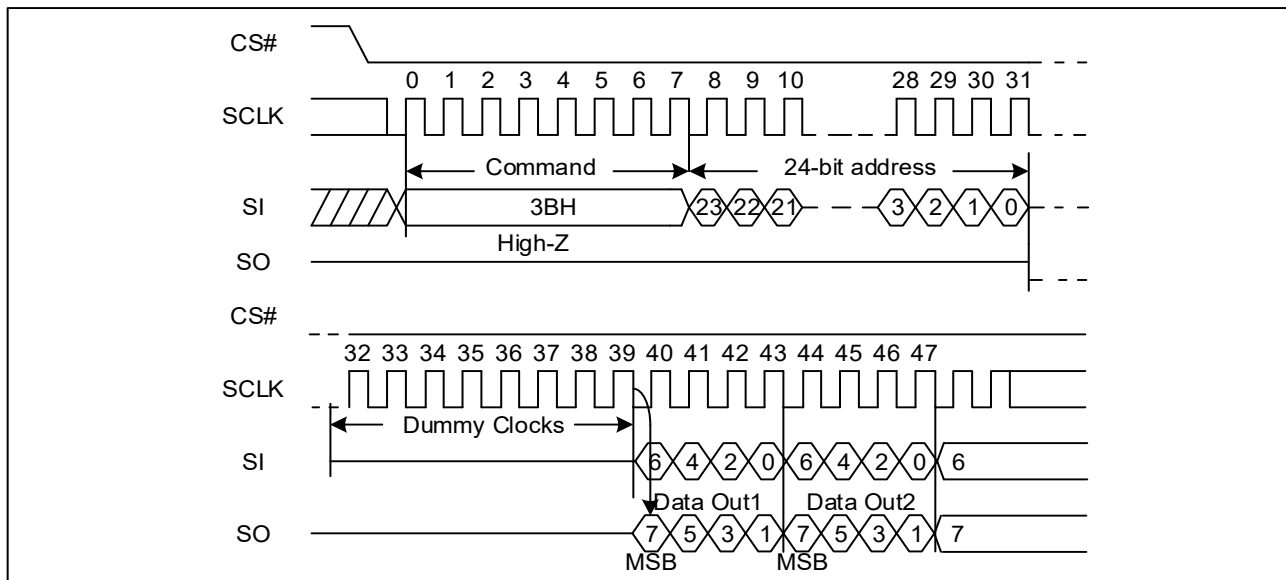 CS#
0 1 2 3 4 5 6 7 8 9 10 28 29 30 31
SCLK
Command 24-bit address
SI 3BH 23 22 21 3 2 1 0
High-Z
SO
CS#
32 33 34 35 36 37 38 39 40 41 42 43 44 45 46 47
SCLK
Dummy Clocks
SI 6 4 2 0 6 4 2 0 6
Data Out1 Data Out2
SO 7 5 3 1 7 5 3 1 7
MSB MSB